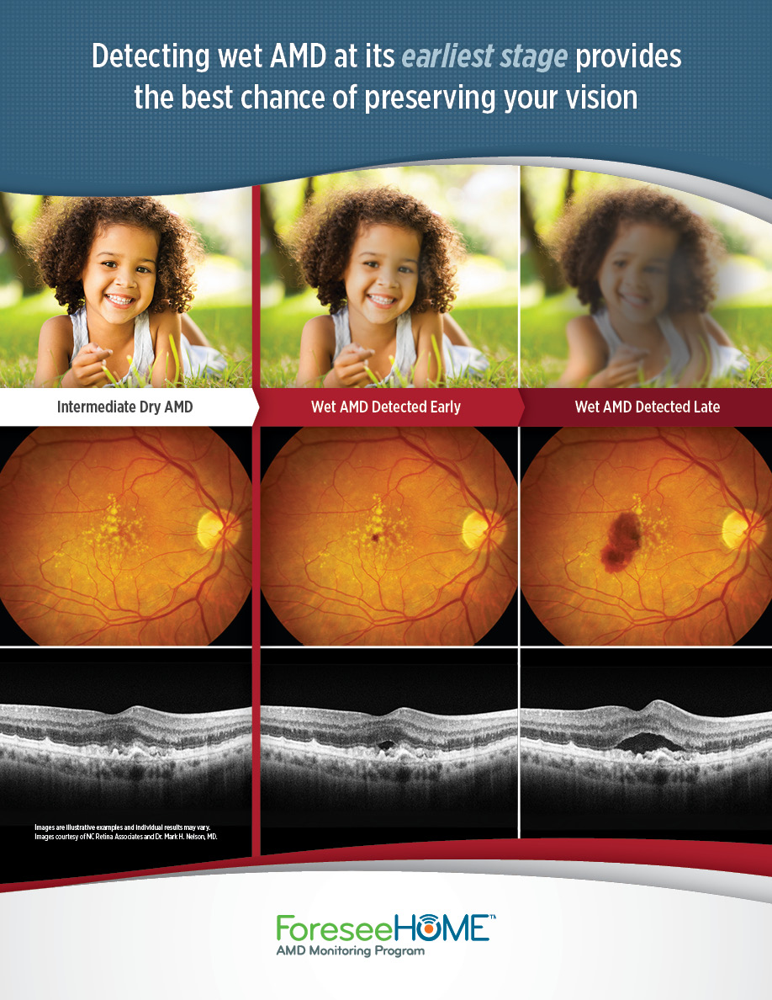 Detecting wet AMD at its earliest stage provides
the best chance of preserving your vision
Intermediate Dry AMD
Wet AMD Detected Early
Wet AMD Detected Late
Images are illustrative examples and individual results may vary.
Images courtesy of NC Retina Associates and Dr. Mark H. Nelson, MD.
ForeseeHOME™
AMD Monitoring Program